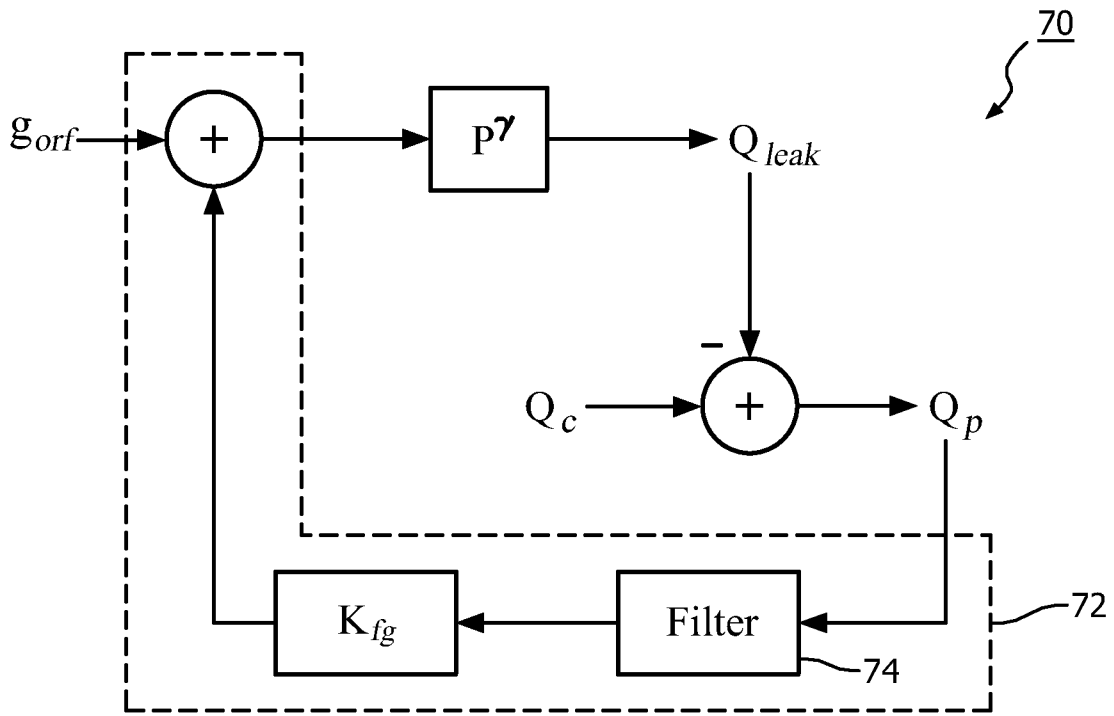 70
g_orf
+
P^γ
Q_leak
−
Q_c
+
Q_p
K_fg
Filter
72
74